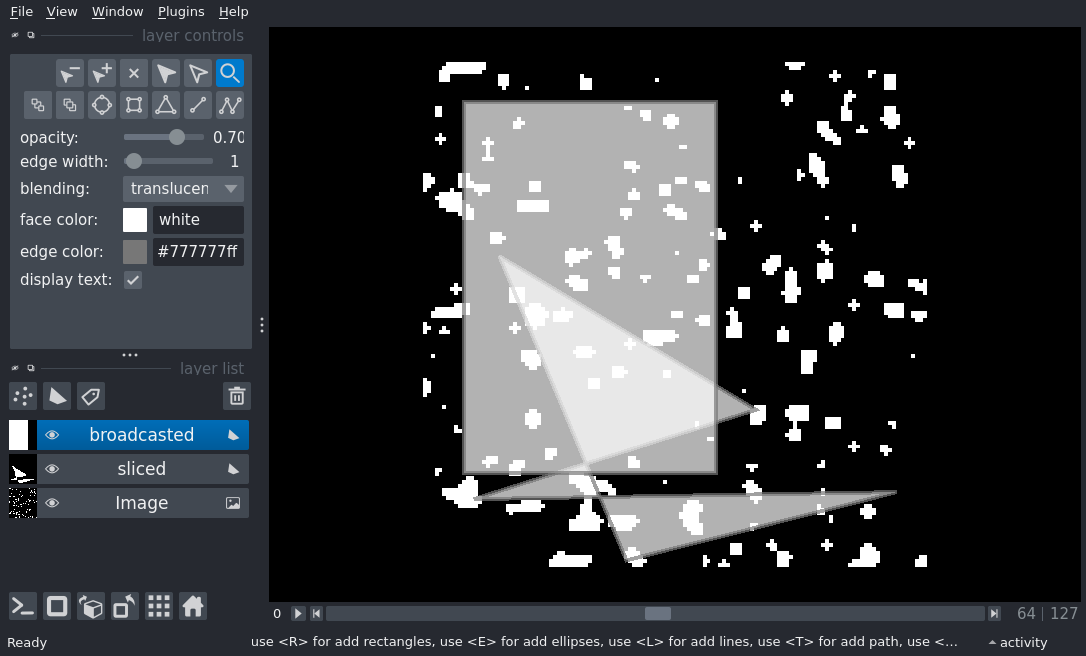 File View Window Plugins Help
layer controls
opacity: 0.70
edge width: 1
blending: translucen
face color: white
edge color: #777777ff
display text:
layer list
broadcasted
sliced
Image
0 64 127
Ready use <R> for add rectangles, use <E> for add ellipses, use <L> for add lines, use <T> for add path, use <... activity